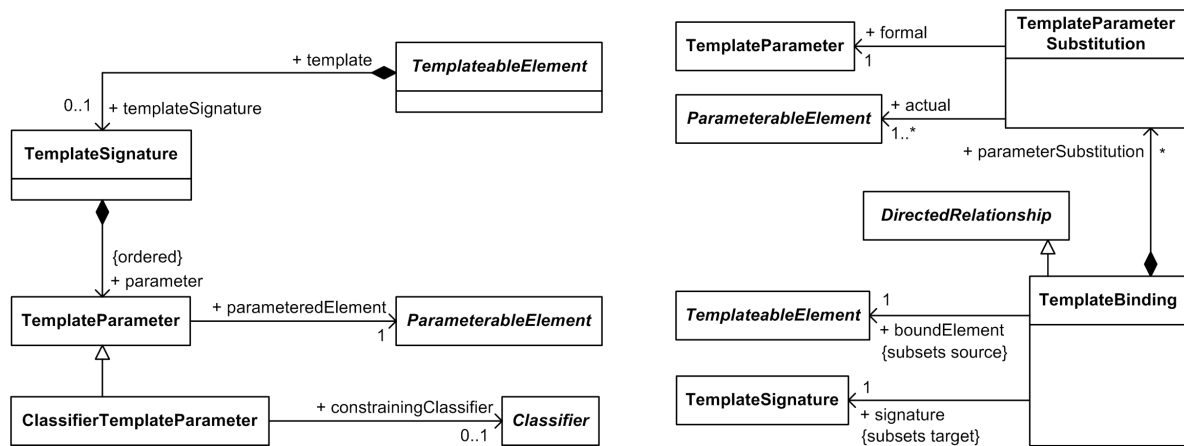 + template
TemplateableElement
0..1
+ templateSignature
TemplateSignature
{ordered}
+ parameter
TemplateParameter
+ parameteredElement
1
ParameterableElement
ClassifierTemplateParameter
+ constrainingClassifier
0..1
Classifier
TemplateParameter
+ formal
1
TemplateParameter
Substitution
ParameterableElement
+ actual
1..*
+ parameterSubstitution
*
DirectedRelationship
TemplateBinding
TemplateableElement
1
+ boundElement
{subsets source}
TemplateSignature
1
+ signature
{subsets target}